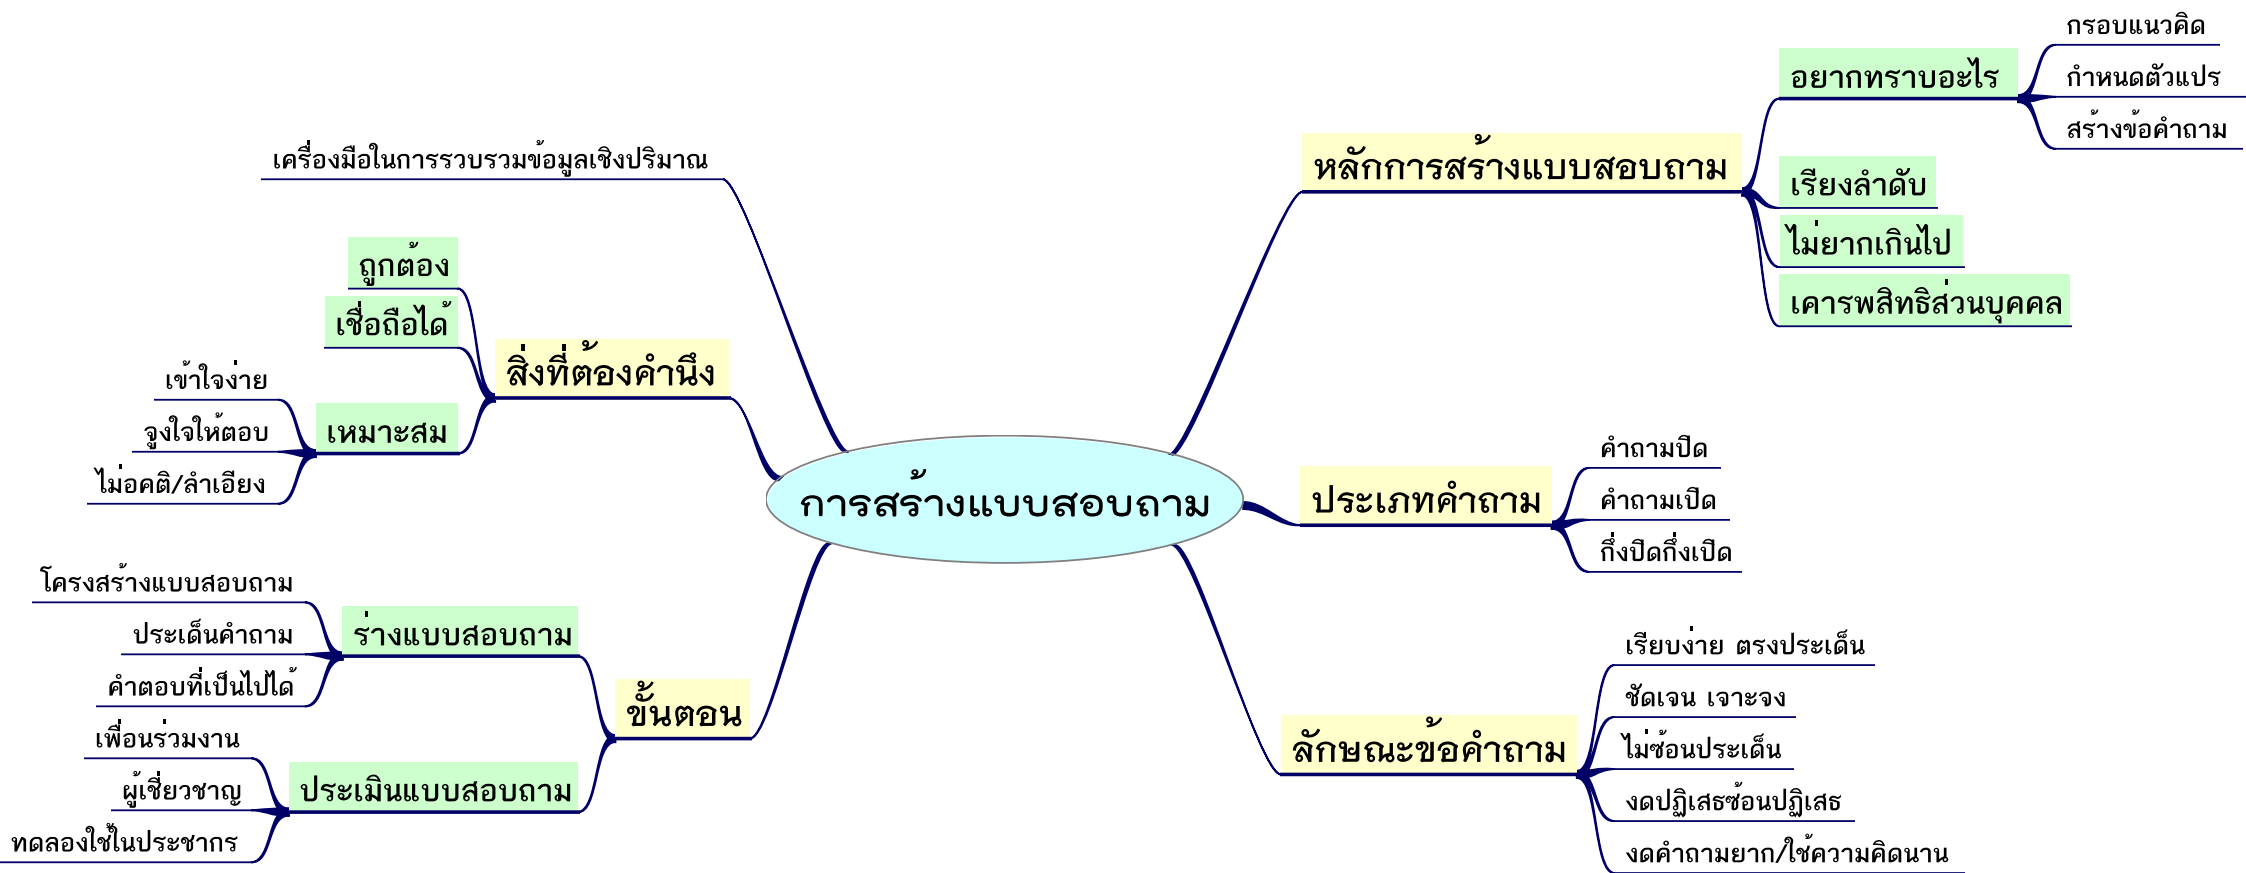 การสร้างแบบสอบถาม
เครื่องมือในการรวบรวมข้อมูลเชิงปริมาณ
สิ่งที่ต้องคำนึง
ถูกต้อง
เชื่อถือได้
เหมาะสม
เข้าใจง่าย
จูงใจให้ตอบ
ไม่อคติ/ลำเอียง
ขั้นตอน
ร่างแบบสอบถาม
โครงสร้างแบบสอบถาม
ประเด็นคำถาม
คำตอบที่เป็นไปได้
ประเมินแบบสอบถาม
เพื่อนร่วมงาน
ผู้เชี่ยวชาญ
ทดลองใช้ในประชากร
หลักการสร้างแบบสอบถาม
อยากทราบอะไร
กรอบแนวคิด
กำหนดตัวแปร
สร้างข้อคำถาม
เรียงลำดับ
ไม่ยากเกินไป
เคารพสิทธิส่วนบุคคล
ประเภทคำถาม
คำถามปิด
คำถามเปิด
กึ่งปิดกึ่งเปิด
ลักษณะข้อคำถาม
เรียบง่าย ตรงประเด็น
ชัดเจน เจาะจง
ไม่ซ้อนประเด็น
งดปฏิเสธซ้อนปฏิเสธ
งดคำถามยาก/ใช้ความคิดนาน